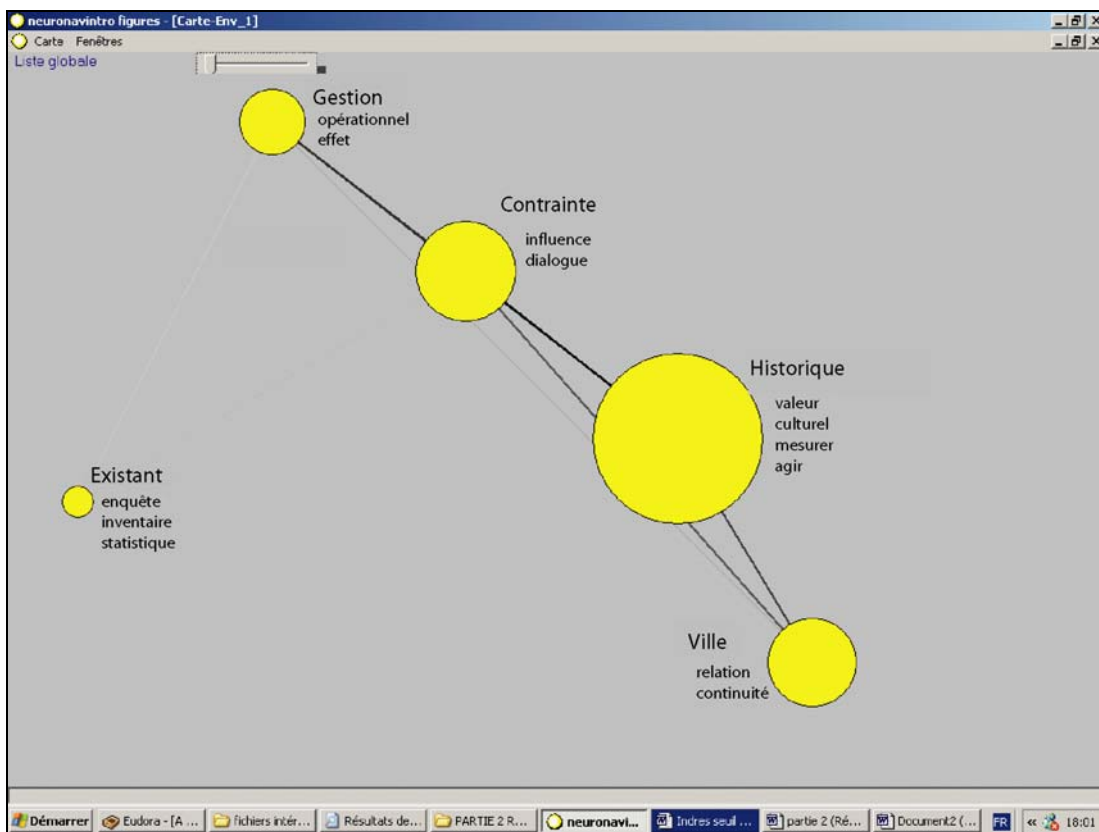 neuronavintro figures - [Carte-Env_1]
Carte Fenêtres
Liste globale
Gestion
opérationnel
effet
Contrainte
influence
dialogue
Historique
valeur
culturel
mesurer
agir
Existant
enquête
inventaire
statistique
Ville
relation
continuité
Démarrer Eudora - [A ... fichiers intér... Résultats de... PARTIE 2 R... neuronavi... Indres seul ... partie 2 (Ré... Document2 (... FR « 18:01